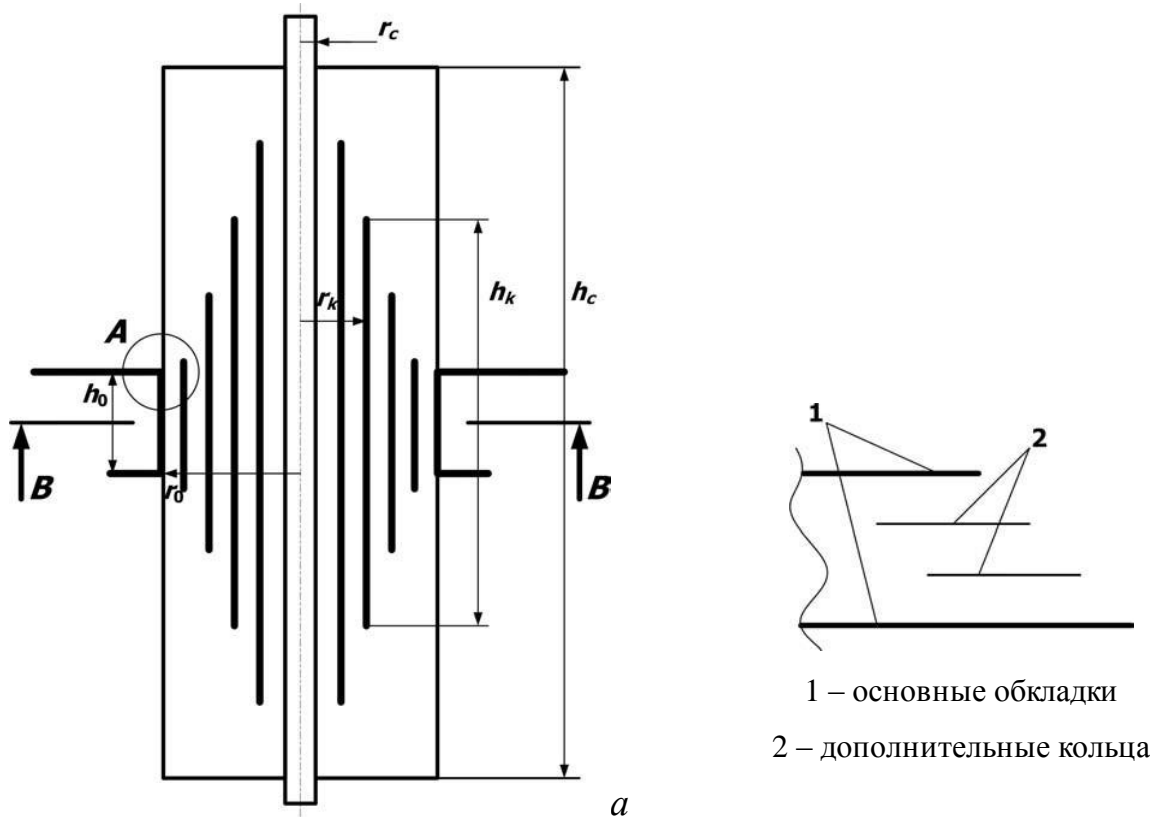 r_c
r_k
h_k
h_c
A
h_0
B
B
r_0
1
2
1 – основные обкладки
2 – дополнительные кольца
а